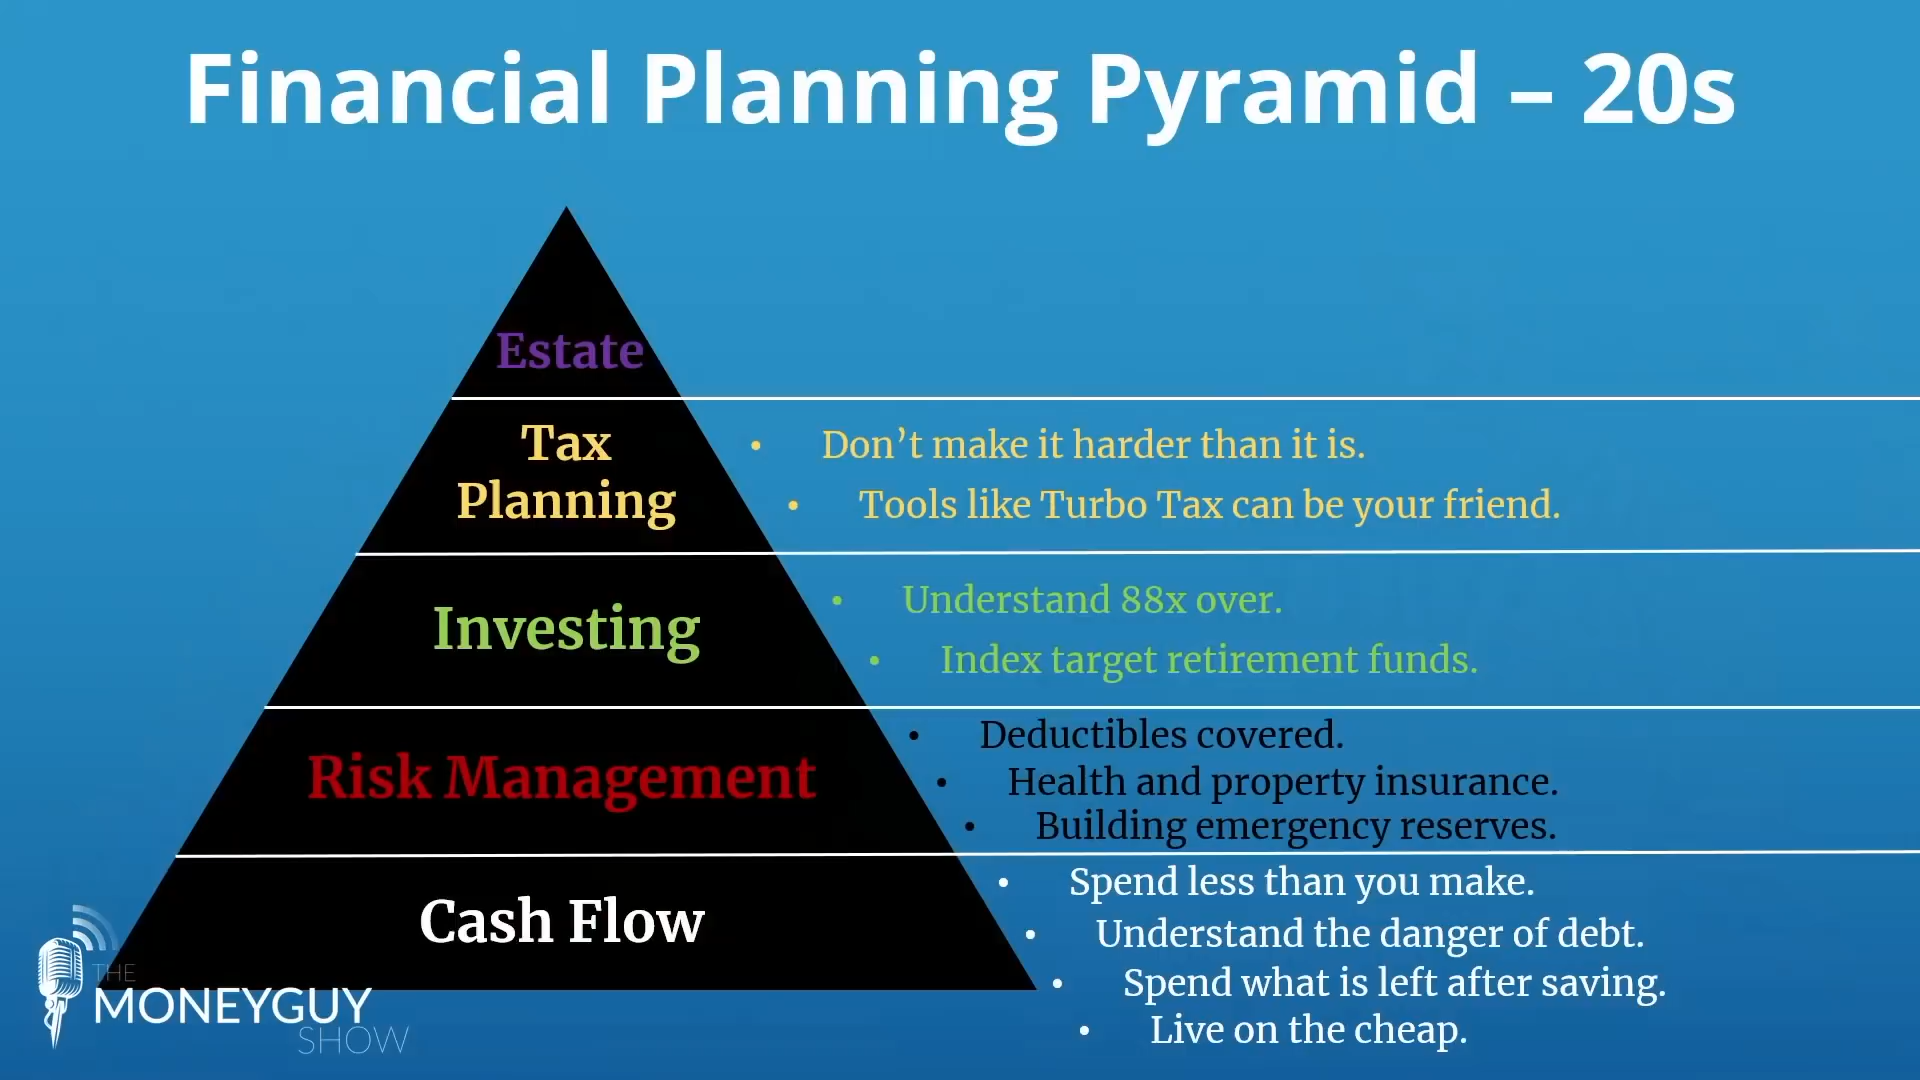 Financial Planning Pyramid – 20s
Estate
Tax
Planning
• Don’t make it harder than it is.
• Tools like Turbo Tax can be your friend.
Investing
• Understand 88x over.
• Index target retirement funds.
Risk Management
• Deductibles covered.
• Health and property insurance.
• Building emergency reserves.
Cash Flow
• Spend less than you make.
• Understand the danger of debt.
• Spend what is left after saving.
• Live on the cheap.
THE
MONEYGUY
SHOW